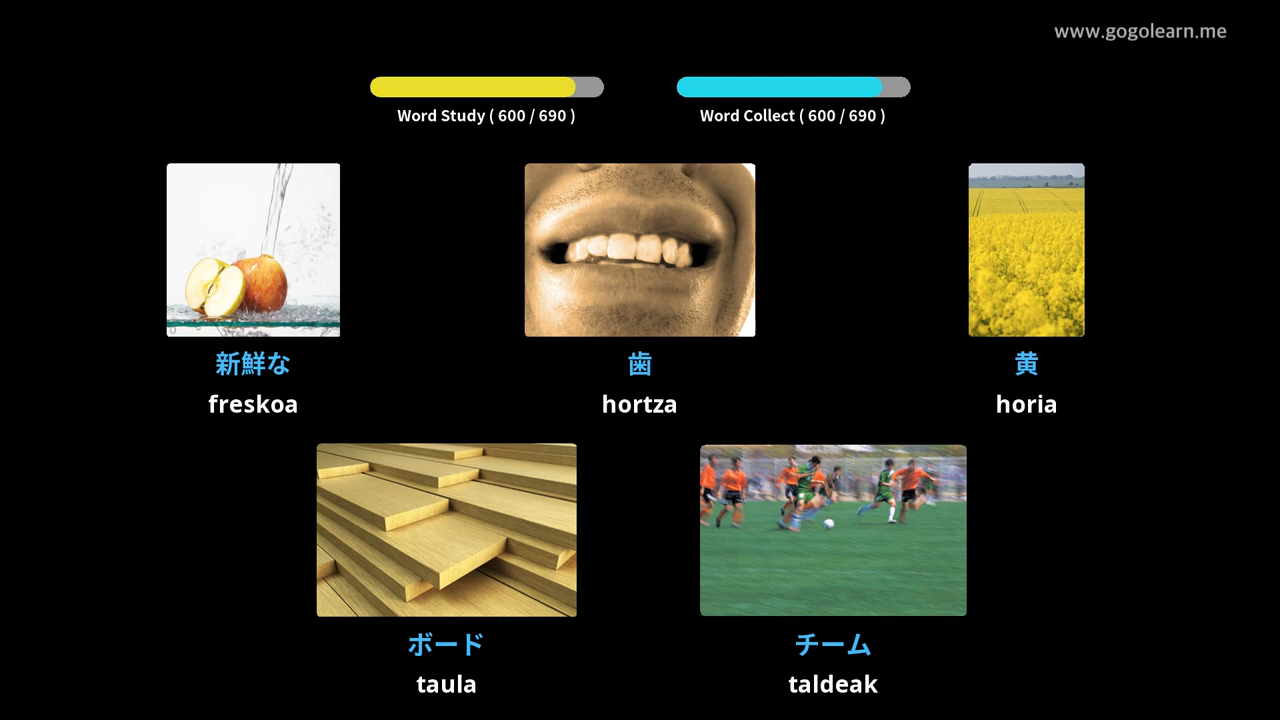 www.gogolearn.me
Word Study ( 600 / 690 )
Word Collect ( 600 / 690 )
新鮮な
freskoa
歯
hortza
黄
horia
ボード
taula
チーム
taldeak